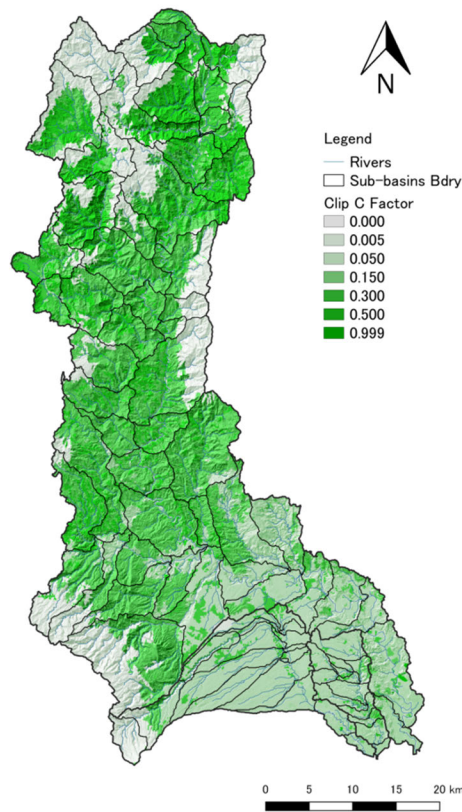 N
Legend
Rivers
Sub-basins Bdry
Clip C Factor
0.000
0.005
0.050
0.150
0.300
0.500
0.999
0 5 10 15 20 km